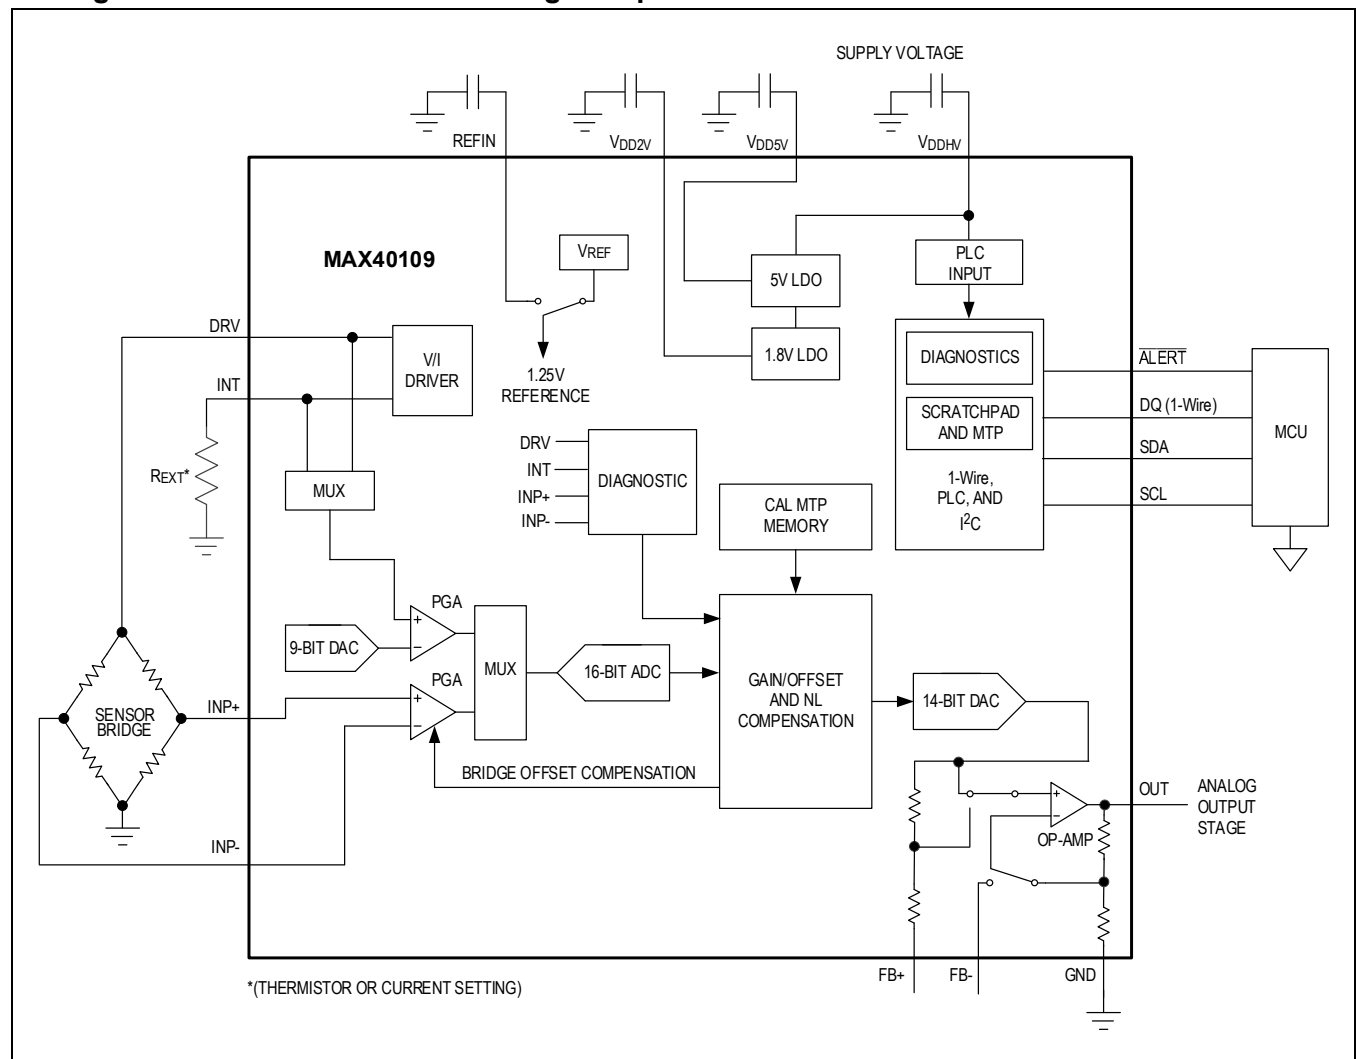 SUPPLY VOLTAGE
REFIN
VDD2V
VDD5V
VDDHV
MAX40109
VREF
PLC
INPUT
5V LDO
DRV
V/I
DRIVER
1.8V LDO
DIAGNOSTICS
ALERT
INT
1.25V
REFERENCE
SCRATCHPAD
AND MTP
DQ (1-Wire)
MCU
DRV
INT
INP+
INP-
DIAGNOSTIC
SDA
REXT*
MUX
1-Wire,
PLC, AND
I2C
SCL
CAL MTP
MEMORY
PGA
+
−
9-BIT DAC
MUX
16-BIT ADC
PGA
+
−
GAIN/OFFSET
AND NL
COMPENSATION
14-BIT DAC
INP+
SENSOR
BRIDGE
BRIDGE OFFSET COMPENSATION
+
−
OP-AMP
OUT
ANALOG
OUTPUT
STAGE
INP-
FB+
FB-
GND
*(THERMISTOR OR CURRENT SETTING)